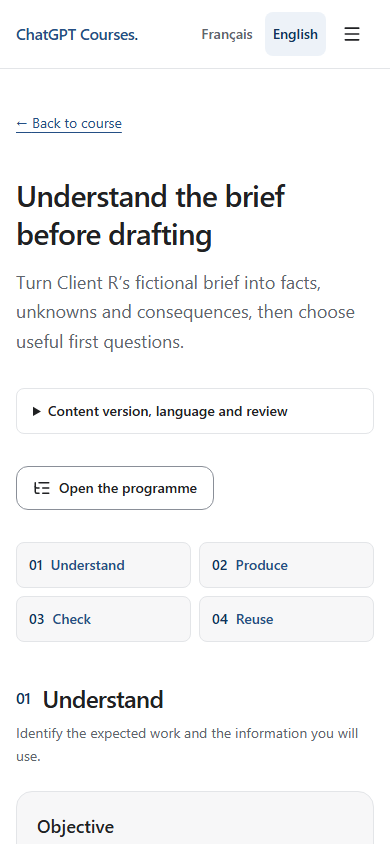 ChatGPT Courses.
Français
English
← Back to course
Understand the brief
before drafting
Turn Client R’s fictional brief into facts,
unknowns and consequences, then choose
useful first questions.
Content version, language and review
Open the programme
01 Understand
02 Produce
03 Check
04 Reuse
01 Understand
Identify the expected work and the information you will
use.
Objective